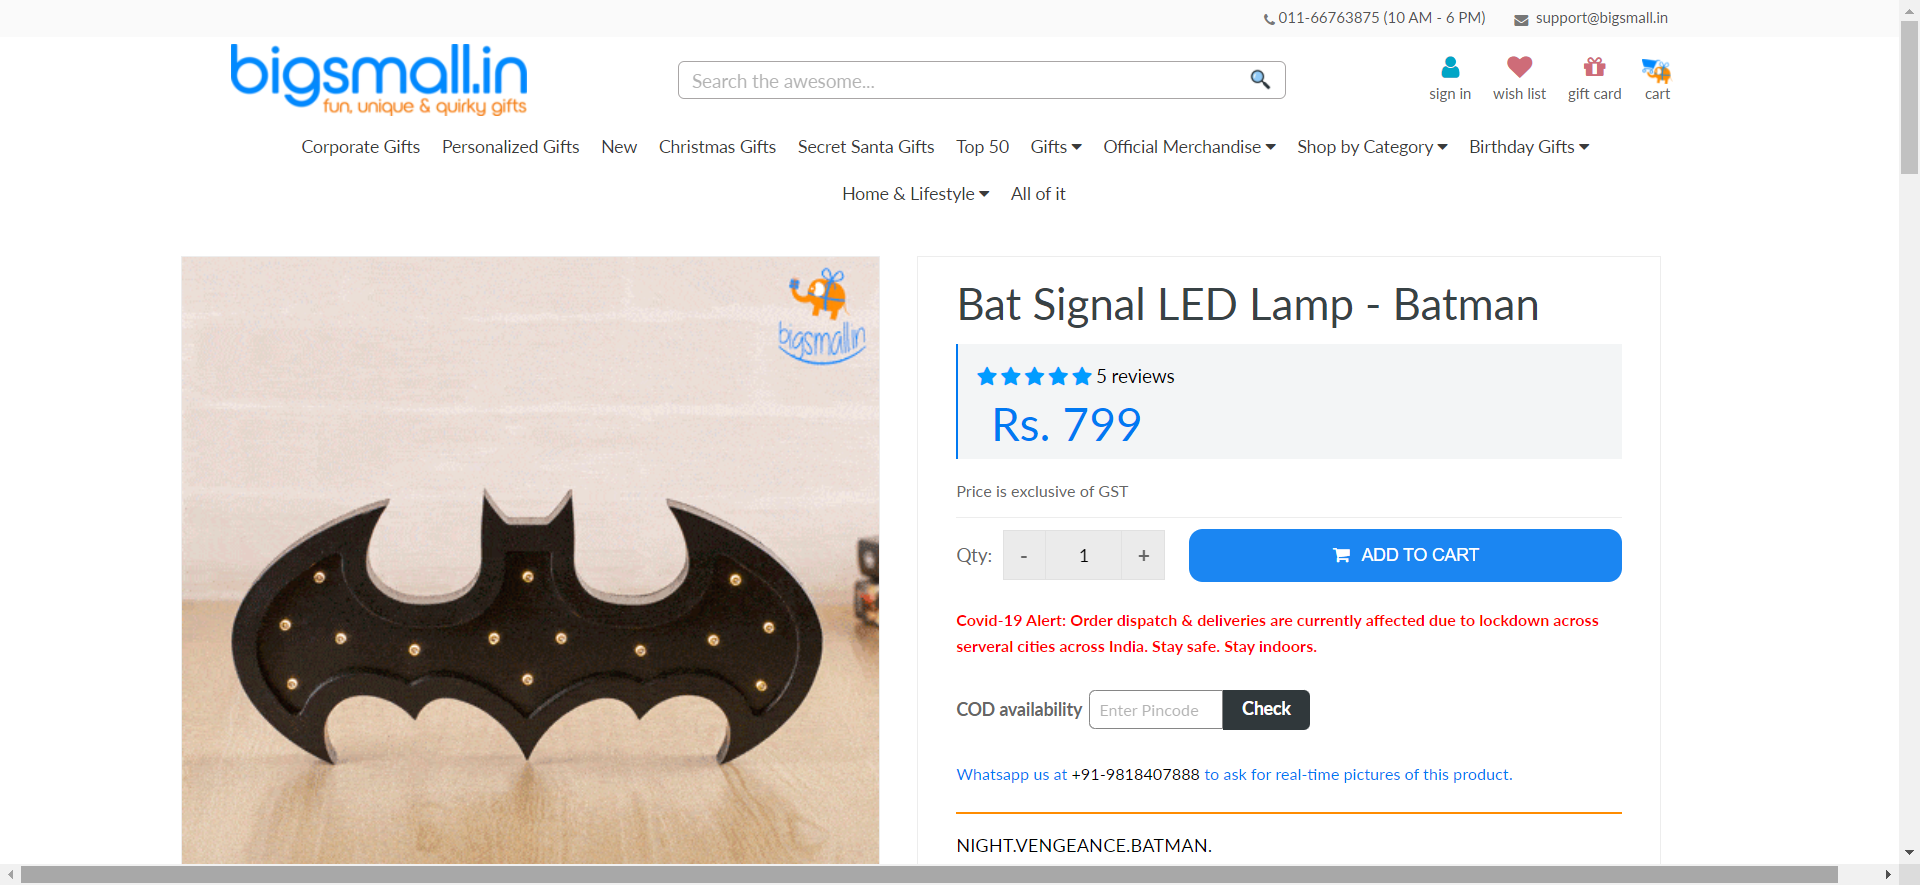 011-66763875 (10 AM - 6 PM) support@bigsmall.in
bigsmall.in
fun, unique & quirky gifts
Search the awesome...
sign in wish list gift card cart
Corporate Gifts Personalized Gifts New Christmas Gifts Secret Santa Gifts Top 50 Gifts Official Merchandise Shop by Category Birthday Gifts
Home & Lifestyle All of it
bigsmall.in
Bat Signal LED Lamp - Batman
5 reviews
Rs. 799
Price is exclusive of GST
Qty: - 1 + ADD TO CART
Covid-19 Alert: Order dispatch & deliveries are currently affected due to lockdown across
serveral cities across India. Stay safe. Stay indoors.
COD availability Enter Pincode Check
Whatsapp us at +91-9818407888 to ask for real-time pictures of this product.
NIGHT.VENGEANCE.BATMAN.